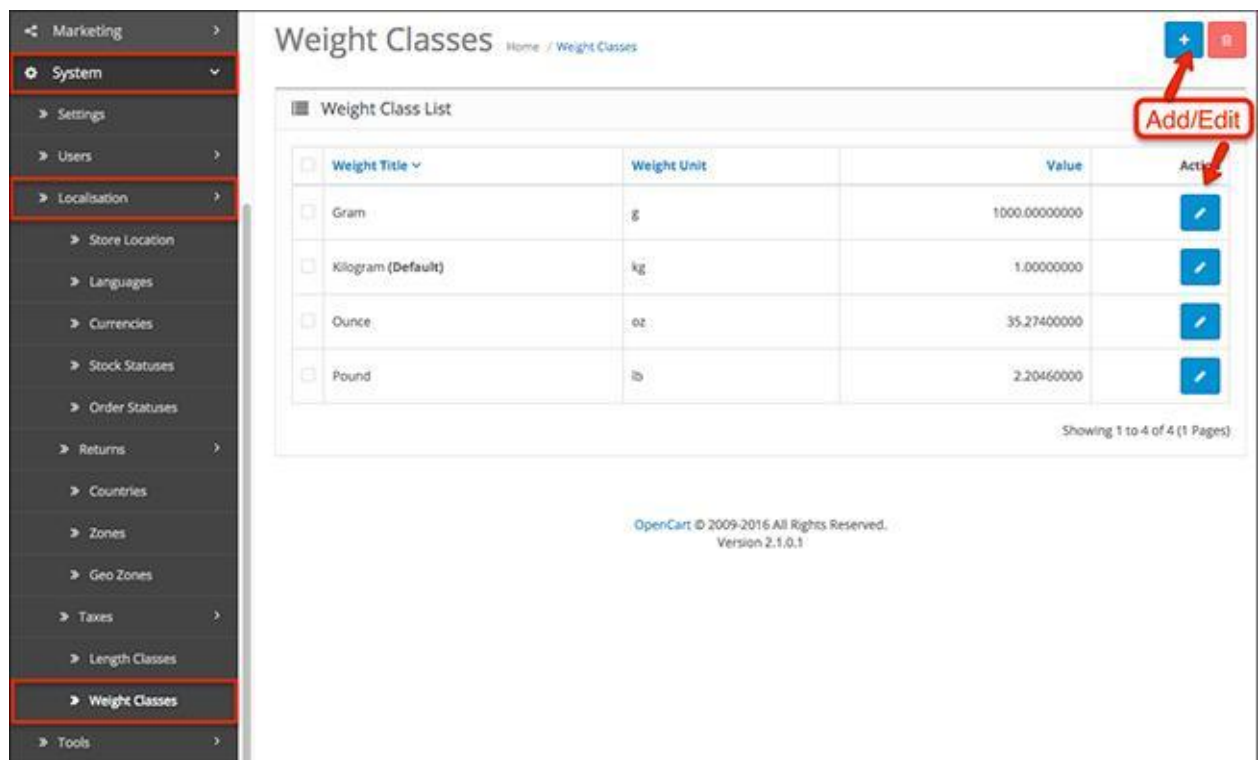 Marketing
System
Settings
Users
Localisation
Store Location
Languages
Currencies
Stock Statuses
Order Statuses
Returns
Countries
Zones
Geo Zones
Taxes
Length Classes
Weight Classes
Tools
Weight Classes Home / Weight Classes
Add/Edit
Weight Class List
Weight Title Weight Unit Value Action
Gram g 1000.00000000
Kilogram (Default) kg 1.00000000
Ounce oz 35.27400000
Pound lb 2.20460000
Showing 1 to 4 of 4 (1 Pages)
OpenCart © 2009-2016 All Rights Reserved.
Version 2.1.0.1